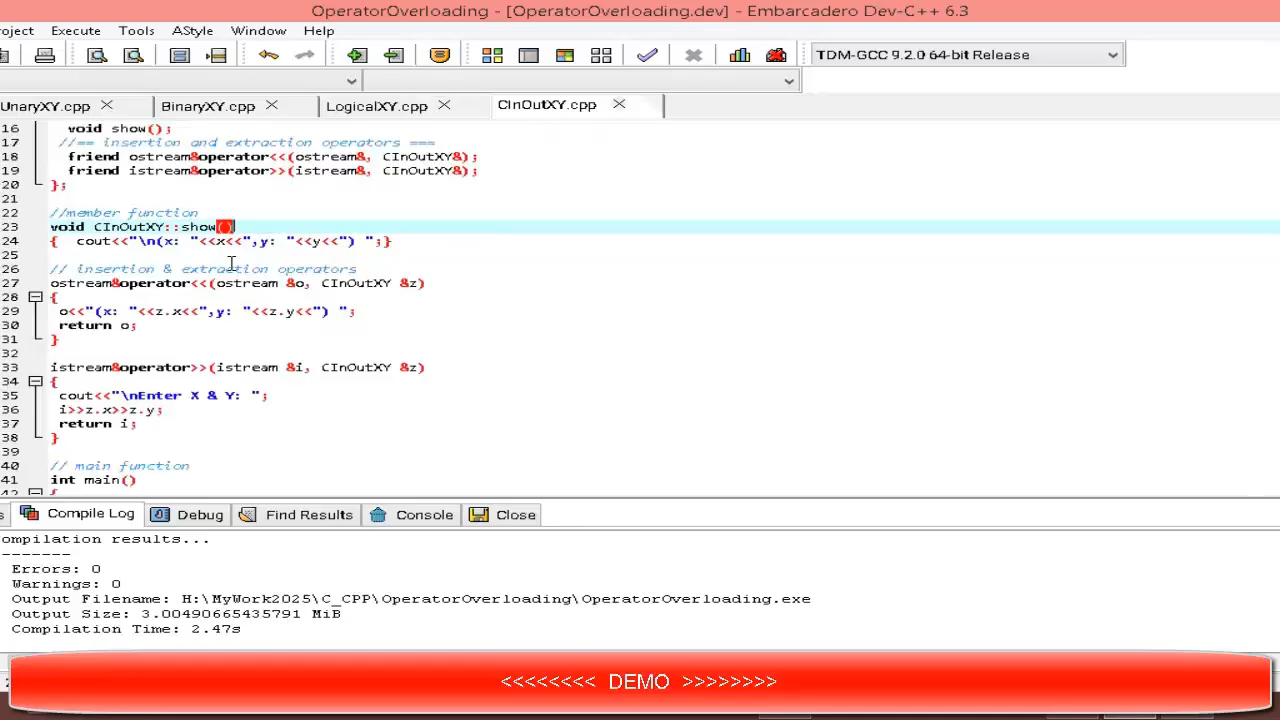 OperatorOverloading - [OperatorOverloading.dev] - Embarcadero Dev-C++ 6.3
roject Execute Tools AStyle Window Help
TDM-GCC 9.2.0 64-bit Release
UnaryXY.cpp BinaryXY.cpp LogicalXY.cpp CInOutXY.cpp
16 void show();
17 //== insertion and extraction operators ===
18 friend ostream&operator<<(ostream&, CInOutXY&);
19 friend istream&operator>>(istream&, CInOutXY&);
20 };
21
22 //member function
23 void CInOutXY::show()
24 { cout<<"\n(x: "<<x<<",y: "<<y<<") ";}
25
26 // insertion & extraction operators
27 ostream&operator<<(ostream &o, CInOutXY &z)
28 {
29 o<<"(x: "<<z.x<<",y: "<<z.y<<") ";
30 return o;
31 }
32
33 istream&operator>>(istream &i, CInOutXY &z)
34 {
35 cout<<"\nEnter X & Y: ";
36 i>>z.x>>z.y;
37 return i;
38 }
39
40 // main function
41 int main()
42 {
s Compile Log Debug Find Results Console Close
ompilation results...
-------
Errors: 0
Warnings: 0
Output Filename: H:\MyWork2025\C_CPP\OperatorOverloading\OperatorOverloading.exe
Output Size: 3.00490665435791 MiB
Compilation Time: 2.47s
<<<<<<<< DEMO >>>>>>>>